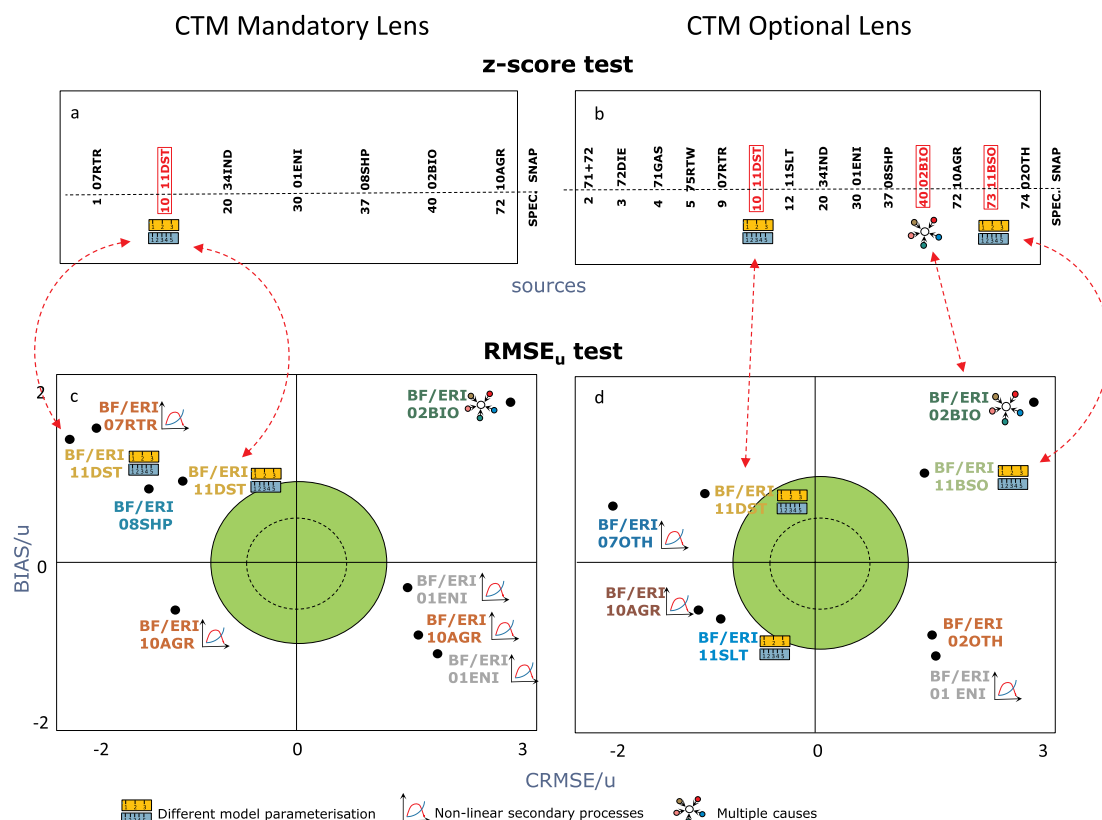 CTM Mandatory Lens
CTM Optional Lens
z-score test
a
1 07RTR
10 11DST
20 34IND
30 01ENI
37 08SHP
40 02BIO
72 10AGR
SPEC. SNAP
b
2 71+72
3 72DIE
4 71GAS
5 75RTW
9 07RTR
10 11DST
12 11SLT
20 34IND
30 01ENI
37 08SHP
40 02BIO
72 10AGR
73 11BSO
74 02OTH
SPEC. SNAP
sources
RMSEu test
2
c
BF/ERI
07RTR
BF/ERI
11DST
BF/ERI
11DST
BF/ERI
08SHP
BF/ERI
02BIO
BIAS/u
0
BF/ERI
01ENI
BF/ERI
10AGR
BF/ERI
10AGR
BF/ERI
01ENI
-2
-2
0
3
d
BF/ERI
02BIO
BF/ERI
11BSO
BF/ERI
11DST
BF/ERI
07OTH
BF/ERI
10AGR
BF/ERI
11SLT
BF/ERI
02OTH
BF/ERI
01 ENI
-2
0
3
CRMSE/u
Different model parameterisation
Non-linear secondary processes
Multiple causes